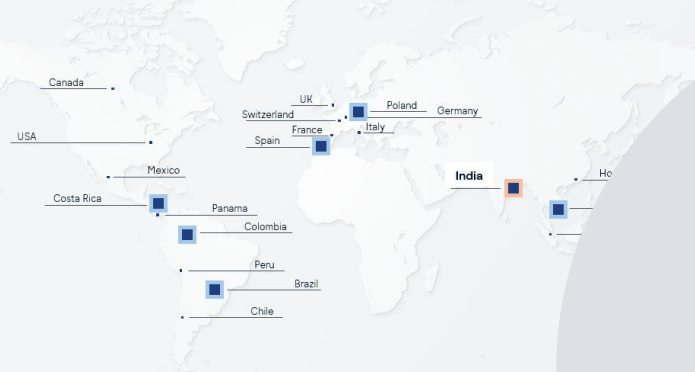 Canada
UK
Poland
Germany
Switzerland
France
Italy
USA
Spain
Mexico
India
Costa Rica
Panama
Colombia
Peru
Brazil
Chile